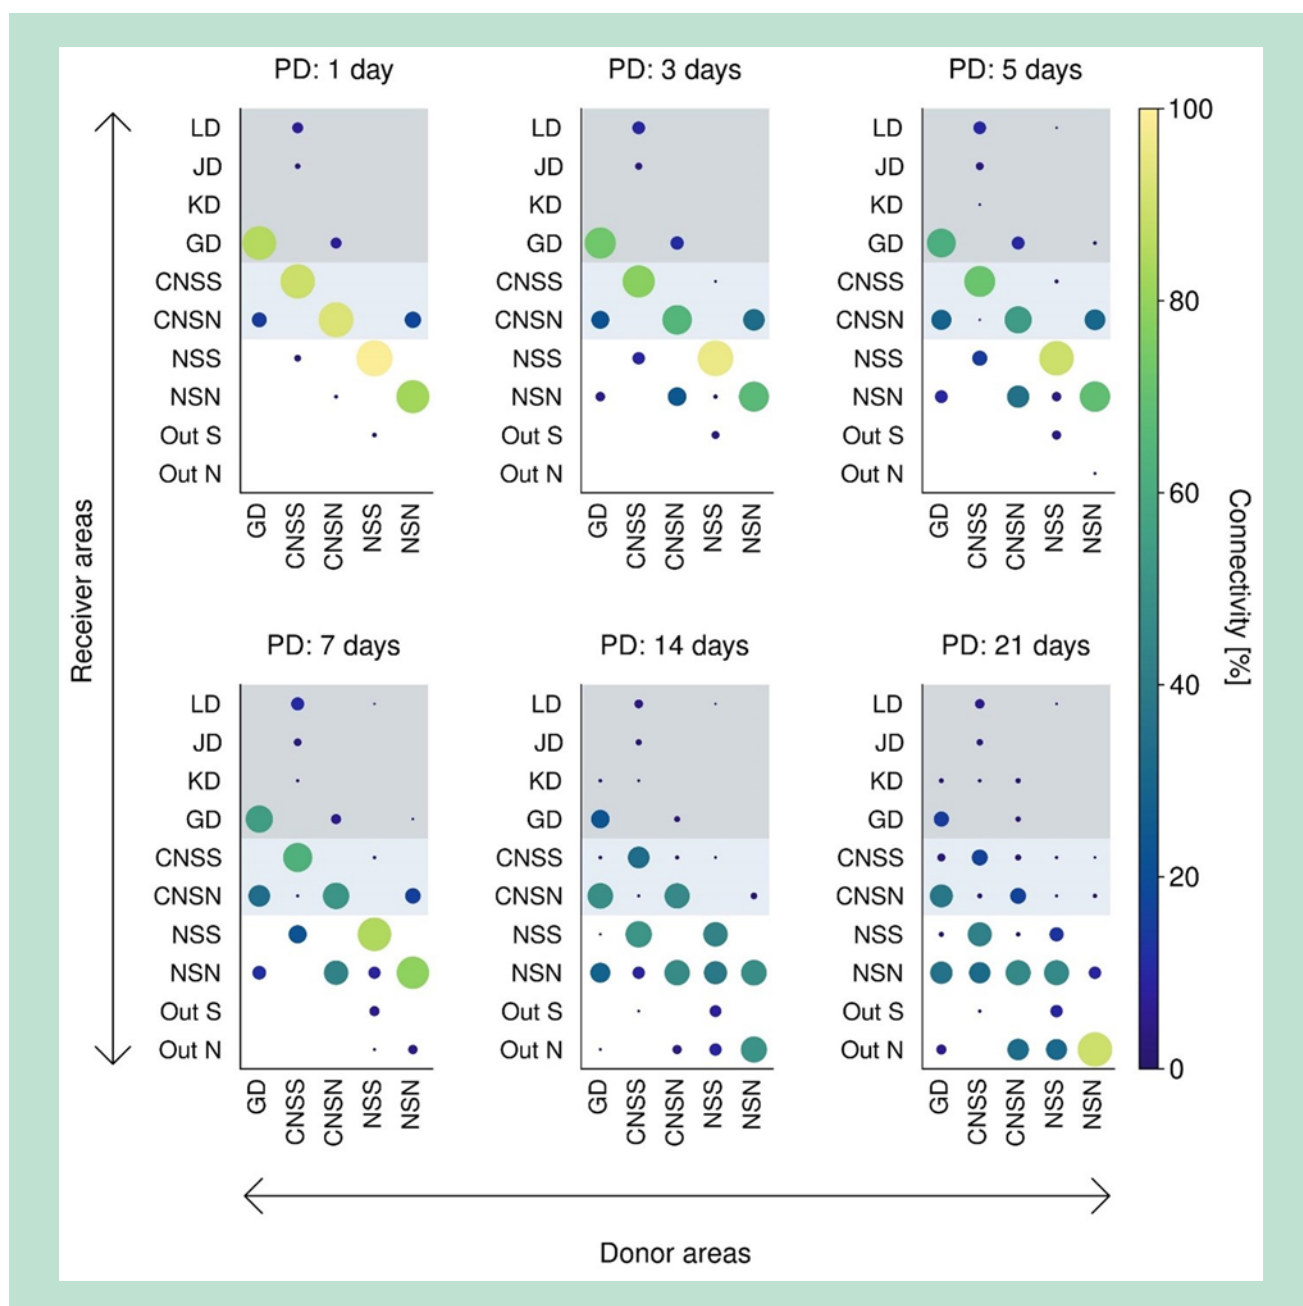 PD: 1 day
PD: 3 days
PD: 5 days
LD
JD
KD
GD
CNSS
CNSN
NSS
NSN
Out S
Out N
GD
CNSS
CNSN
NSS
NSN
LD
JD
KD
GD
CNSS
CNSN
NSS
NSN
Out S
Out N
GD
CNSS
CNSN
NSS
NSN
LD
JD
KD
GD
CNSS
CNSN
NSS
NSN
Out S
Out N
GD
CNSS
CNSN
NSS
NSN
100
80
60
40
20
0
Connectivity [%]
Receiver areas
PD: 7 days
PD: 14 days
PD: 21 days
LD
JD
KD
GD
CNSS
CNSN
NSS
NSN
Out S
Out N
GD
CNSS
CNSN
NSS
NSN
LD
JD
KD
GD
CNSS
CNSN
NSS
NSN
Out S
Out N
GD
CNSS
CNSN
NSS
NSN
LD
JD
KD
GD
CNSS
CNSN
NSS
NSN
Out S
Out N
GD
CNSS
CNSN
NSS
NSN
Donor areas